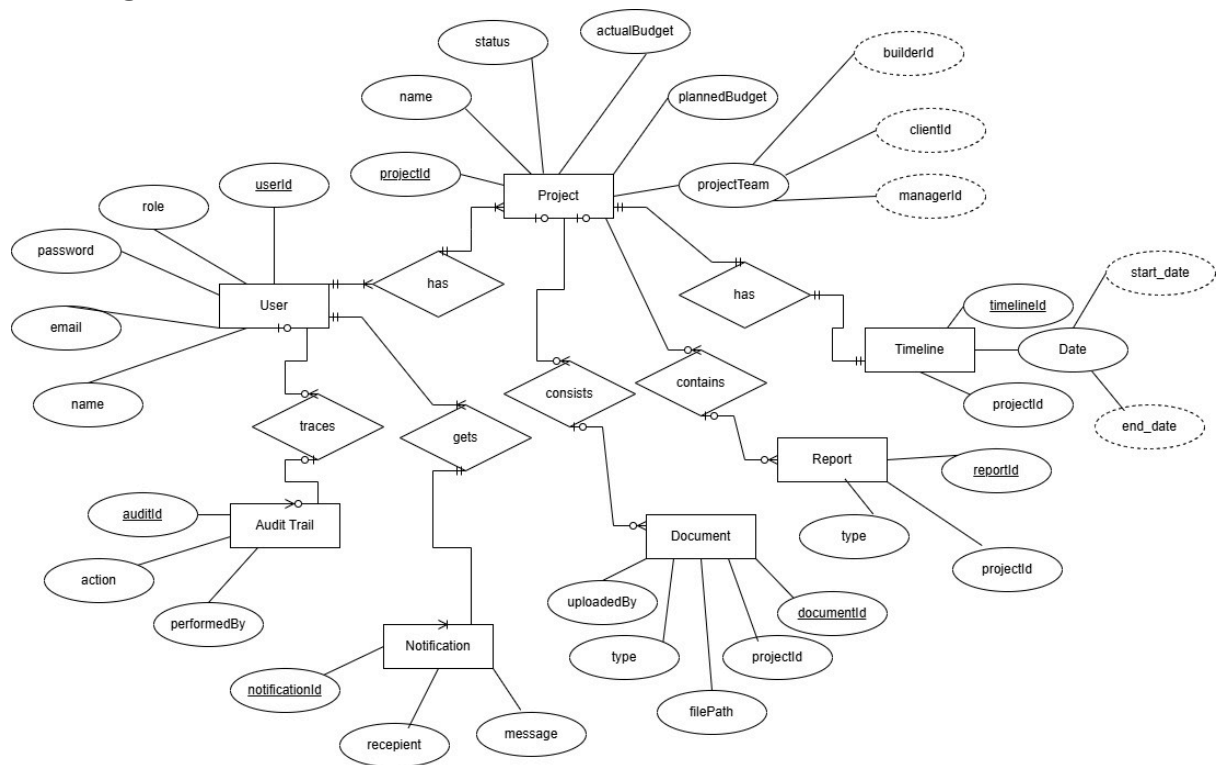 actualBudget
status
builderId
name
plannedBudget
clientId
projectId
Project
projectTeam
managerId
userId
role
password
has
has
start_date
User
timelineId
email
Timeline
Date
name
consists
contains
projectId
end_date
traces
gets
Report
reportId
auditId
Audit Trail
Document
type
action
uploadedBy
documentId
projectId
performedBy
Notification
type
projectId
notificationId
filePath
recepient
message